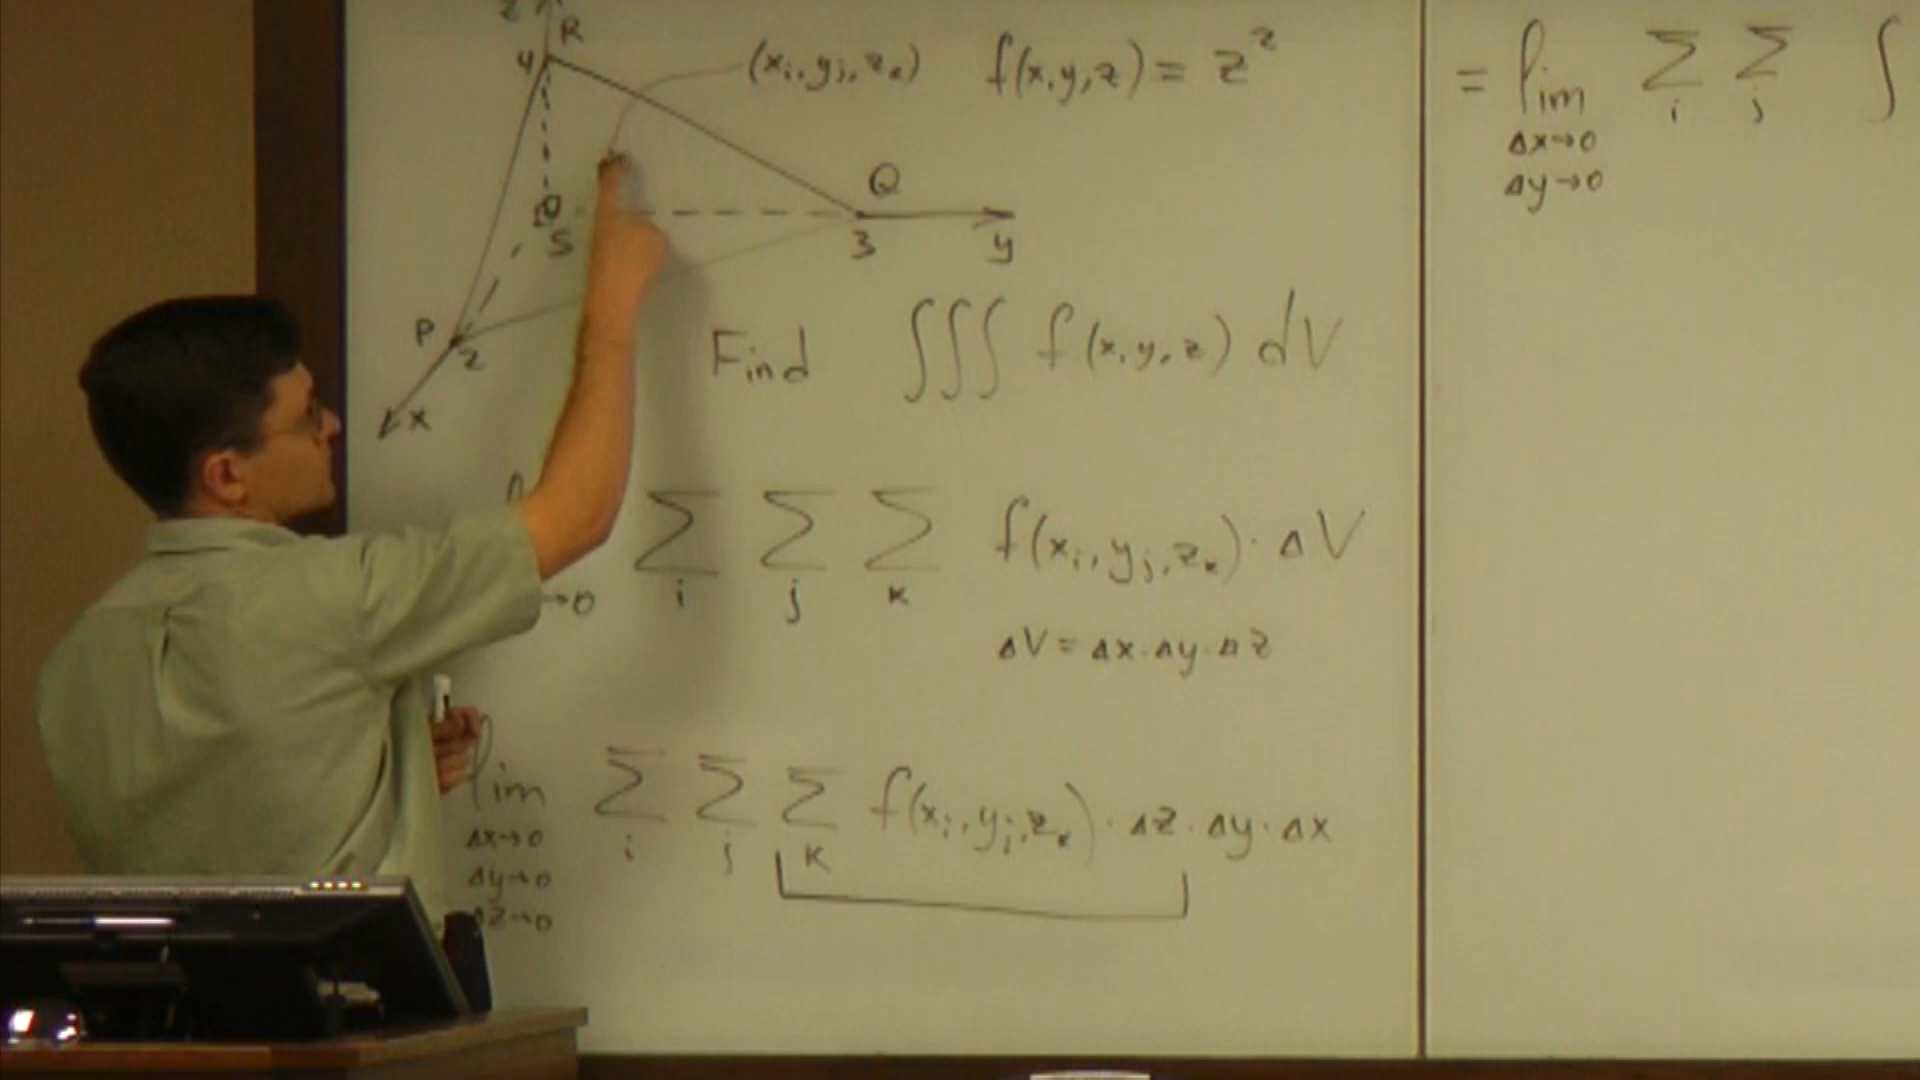 z
R
4
(xᵢ, yⱼ, zₖ) f(x,y,z) = z²
Q
O
S
3
y
P
2
x
Find ∭ f(x,y,z) dV
→0
∑ᵢ ∑ⱼ ∑ₖ f(xᵢ, yⱼ, zₖ) · ΔV
ΔV = Δx · Δy · Δz
lim ∑ᵢ ∑ⱼ ∑ₖ f(xᵢ, yⱼ, zₖ) · Δz · Δy · Δx
Δx→0
Δy→0
Δz→0
= lim ∑ᵢ ∑ⱼ ∫
Δx→0
Δy→0